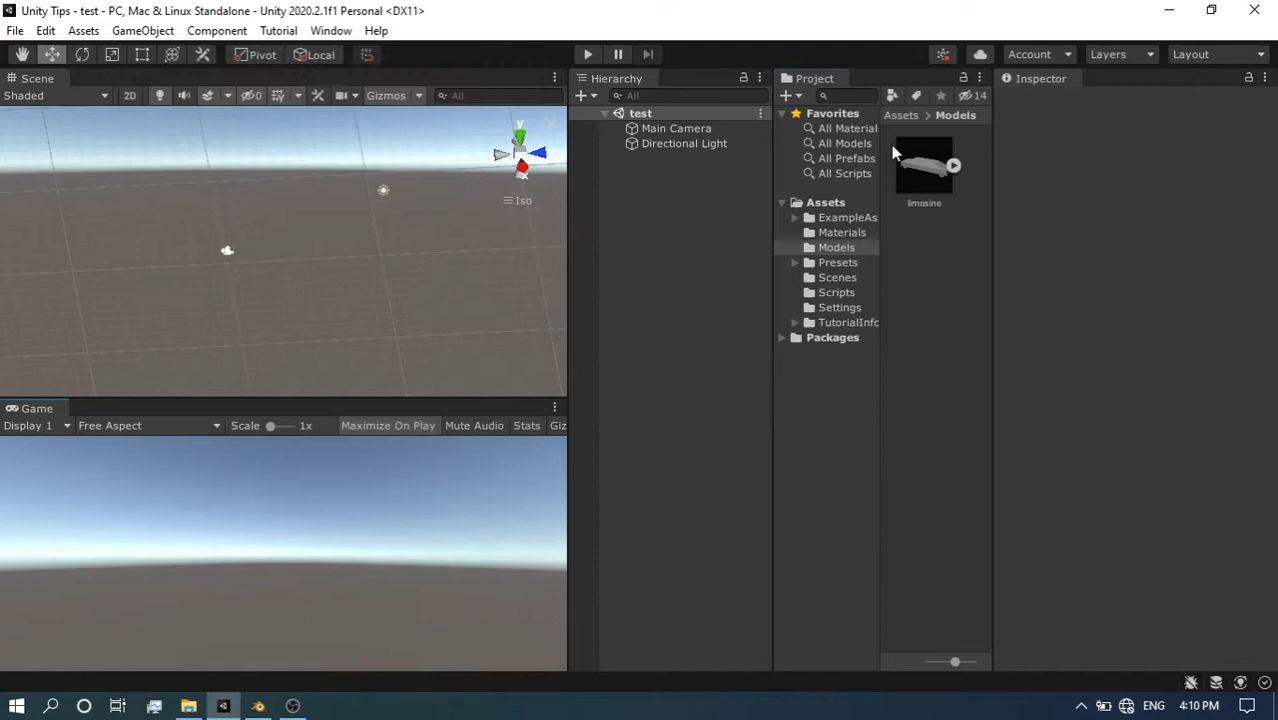 Unity Tips - test - PC, Mac & Linux Standalone - Unity 2020.2.1f1 Personal <DX11>
File Edit Assets GameObject Component Tutorial Window Help
Pivot Local Account Layers Layout
Scene
Shaded 2D 0 Gizmos All
y
x
Iso
Game
Display 1 Free Aspect Scale 1x Maximize On Play Mute Audio Stats Giz
Hierarchy
All
test
Main Camera
Directional Light
Project
14
Favorites
All Material
All Models
All Prefabs
All Scripts
Assets
ExampleAs
Materials
Models
Presets
Scenes
Scripts
Settings
TutorialInfo
Packages
Assets > Models
limosine
Inspector
ENG 4:10 PM